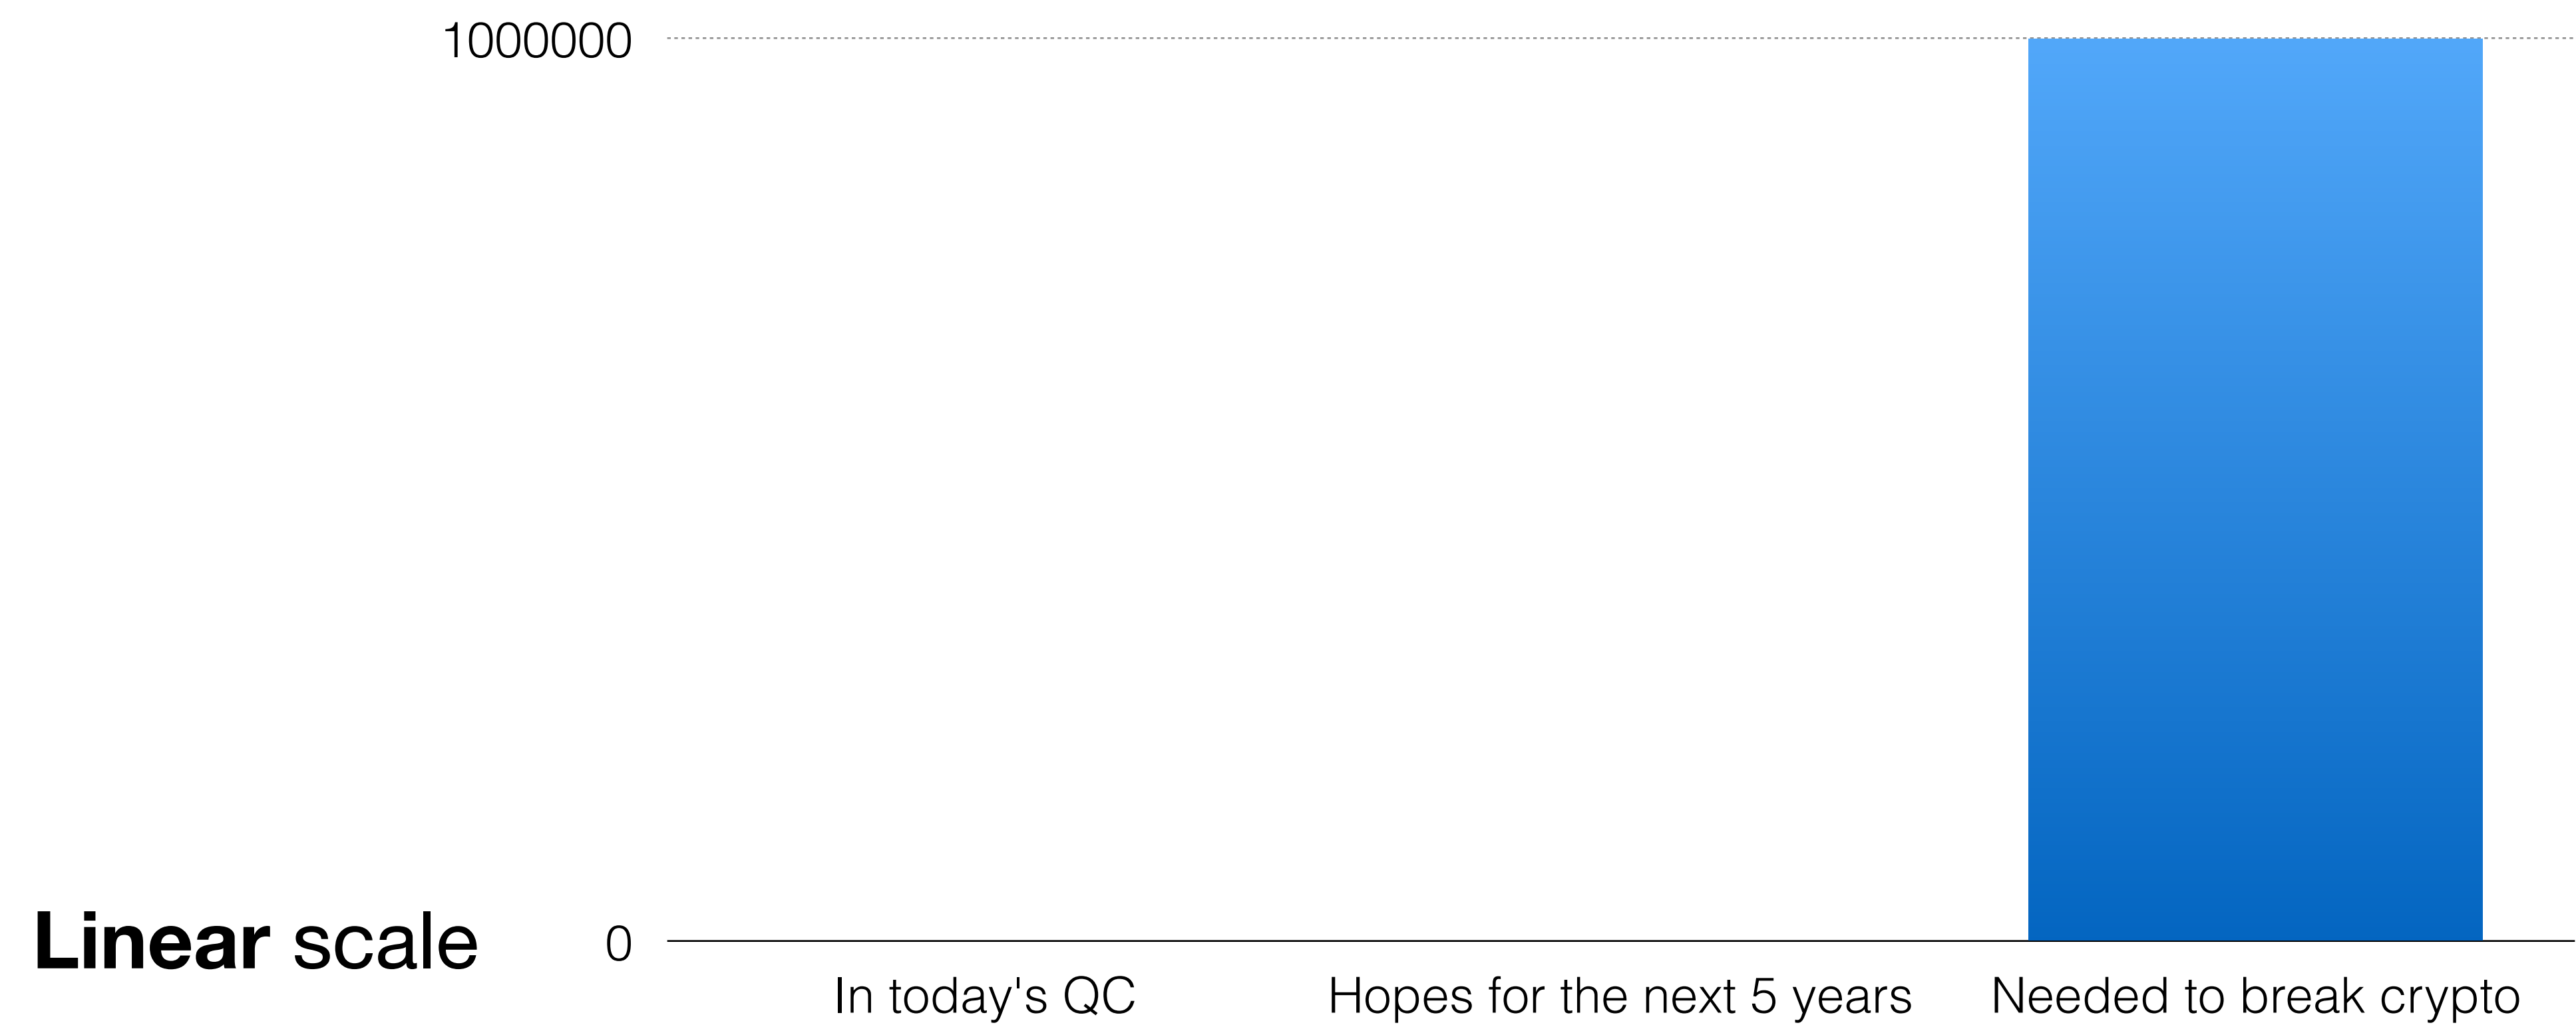 1000000
Linear scale
0
In today's QC
Hopes for the next 5 years
Needed to break crypto